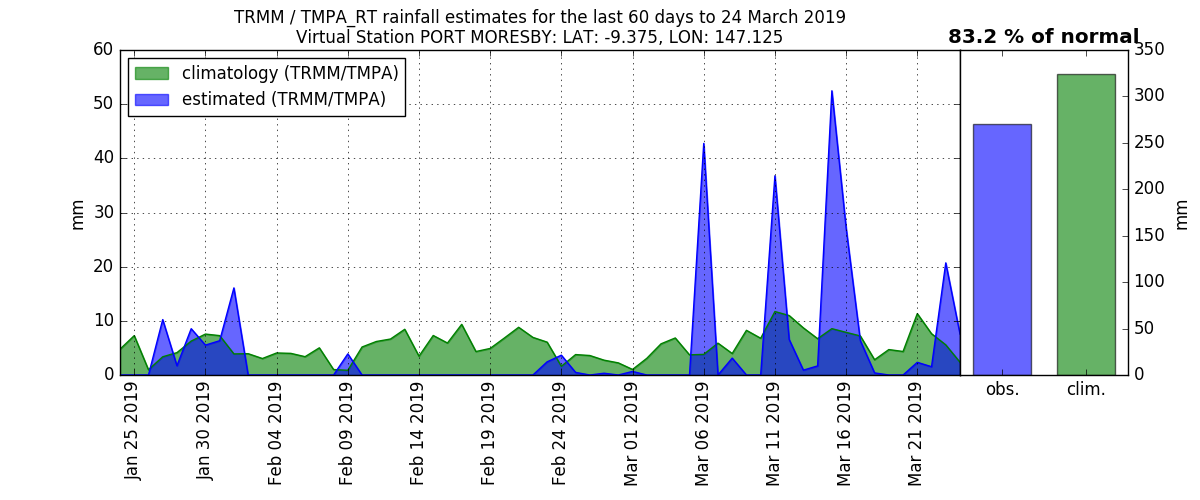 TRMM / TMPA_RT rainfall estimates for the last 60 days to 24 March 2019
Virtual Station PORT MORESBY: LAT: -9.375, LON: 147.125
83.2 % of normal
climatology (TRMM/TMPA)
estimated (TRMM/TMPA)
60
50
40
30
20
10
0
mm
350
300
250
200
150
100
50
0
mm
Jan 25 2019
Jan 30 2019
Feb 04 2019
Feb 09 2019
Feb 14 2019
Feb 19 2019
Feb 24 2019
Mar 01 2019
Mar 06 2019
Mar 11 2019
Mar 16 2019
Mar 21 2019
obs.
clim.